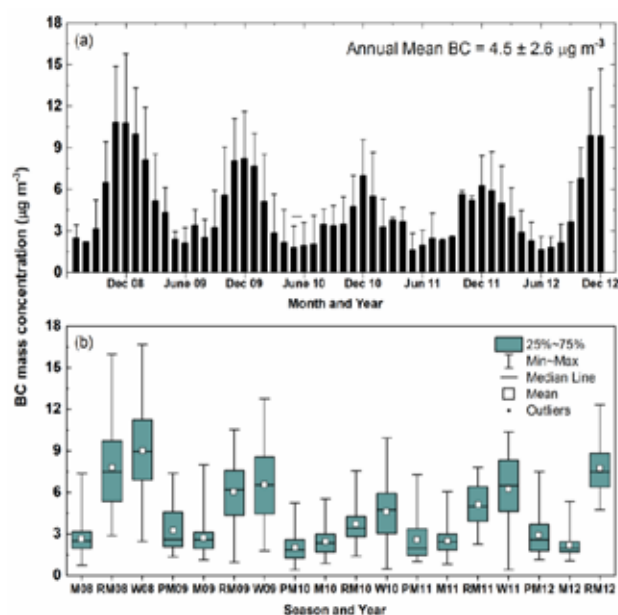 (a)
Annual Mean BC = 4.5 ± 2.6 μg m⁻³
18
15
12
9
6
3
0
Dec 08 June 09 Dec 09 June 10 Dec 10 Jun 11 Dec 11 Jun 12 Dec 12
Month and Year
BC mass concentration (μg m⁻³)
(b)
25%~75%
Min~Max
Median Line
Mean
Outliers
18
15
12
9
6
3
0
M08 RM08 W08 PM09 M09 RM09 W09 PM10 M10 RM10 W10 PM11 M11 RM11 W11 PM12 M12 RM12
Season and Year